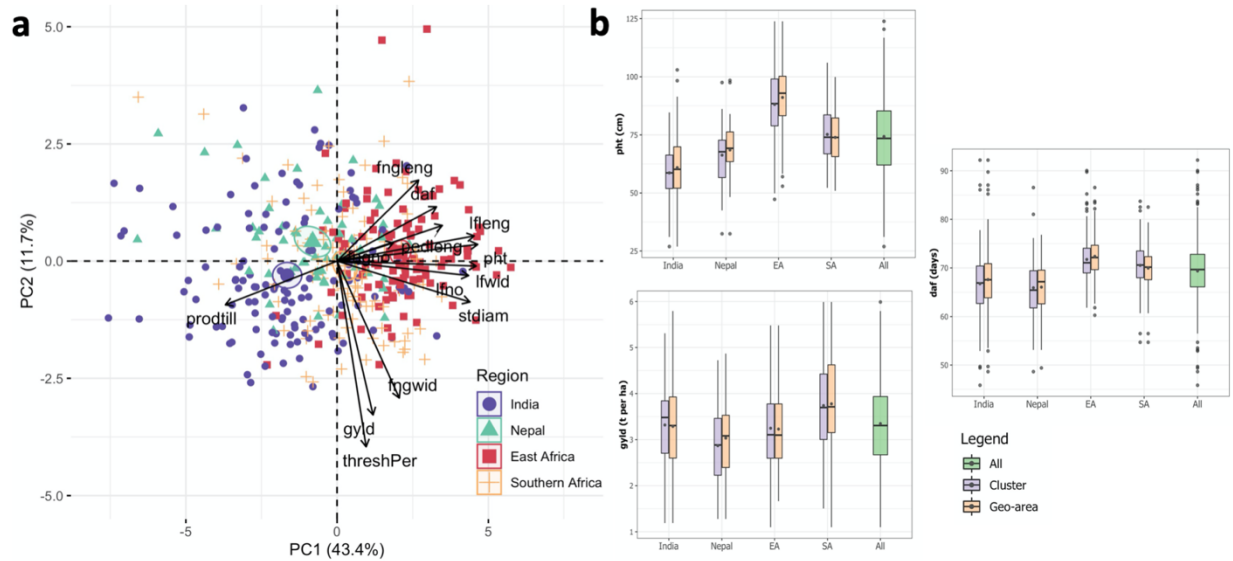 a
5.0
2.5
0.0
-2.5
-5.0
PC2 (11.7%)
-5
0
5
PC1 (43.4%)
fngleng
daf
lfleng
pedleng
pht
lfwid
lfno
stdiam
prodtill
fngwid
gyld
threshPer
Region
India
Nepal
East Africa
Southern Africa
b
125
100
75
50
25
pht (cm)
India Nepal EA SA All
6
5
4
3
2
1
gyld (t per ha)
India Nepal EA SA All
90
80
70
60
50
daf (days)
India Nepal EA SA All
Legend
All
Cluster
Geo-area